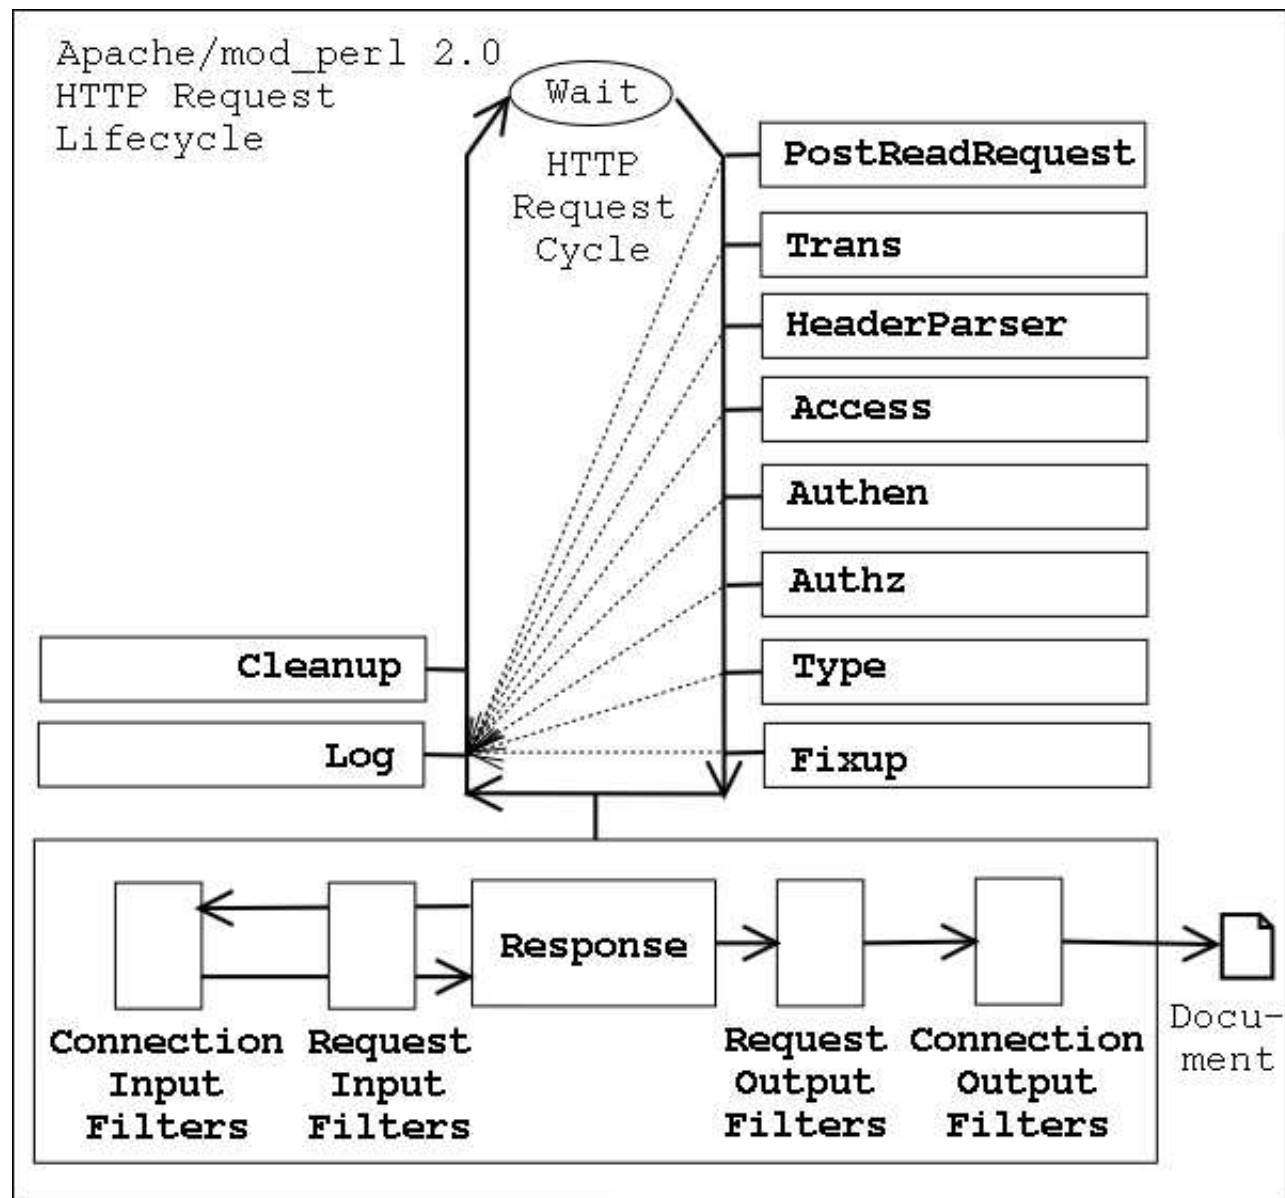 Apache/mod_perl 2.0
HTTP Request
Lifecycle
Wait
HTTP
Request
Cycle
PostReadRequest
Trans
HeaderParser
Access
Authen
Authz
Type
Fixup
Cleanup
Log
Response
Connection
Input
Filters
Request
Input
Filters
Request
Output
Filters
Connection
Output
Filters
Docu-
ment